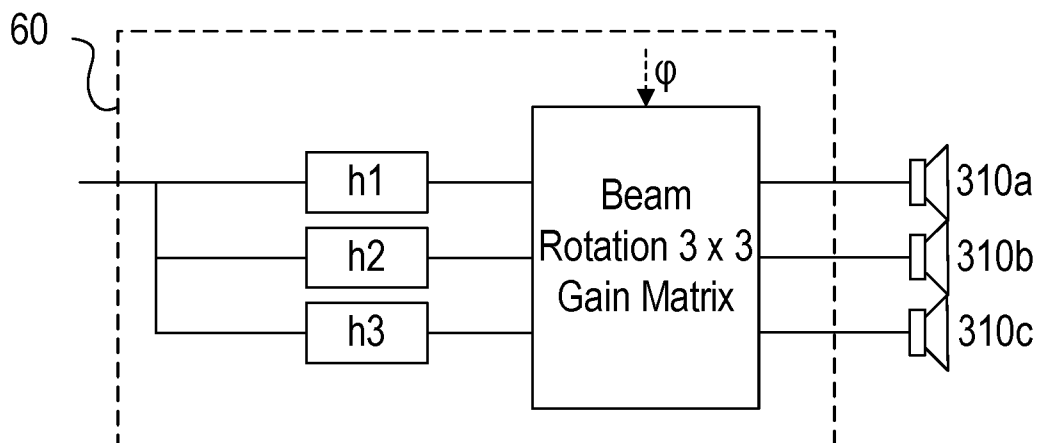 60
φ
h1
h2
h3
Beam
Rotation 3 x 3
Gain Matrix
310a
310b
310c